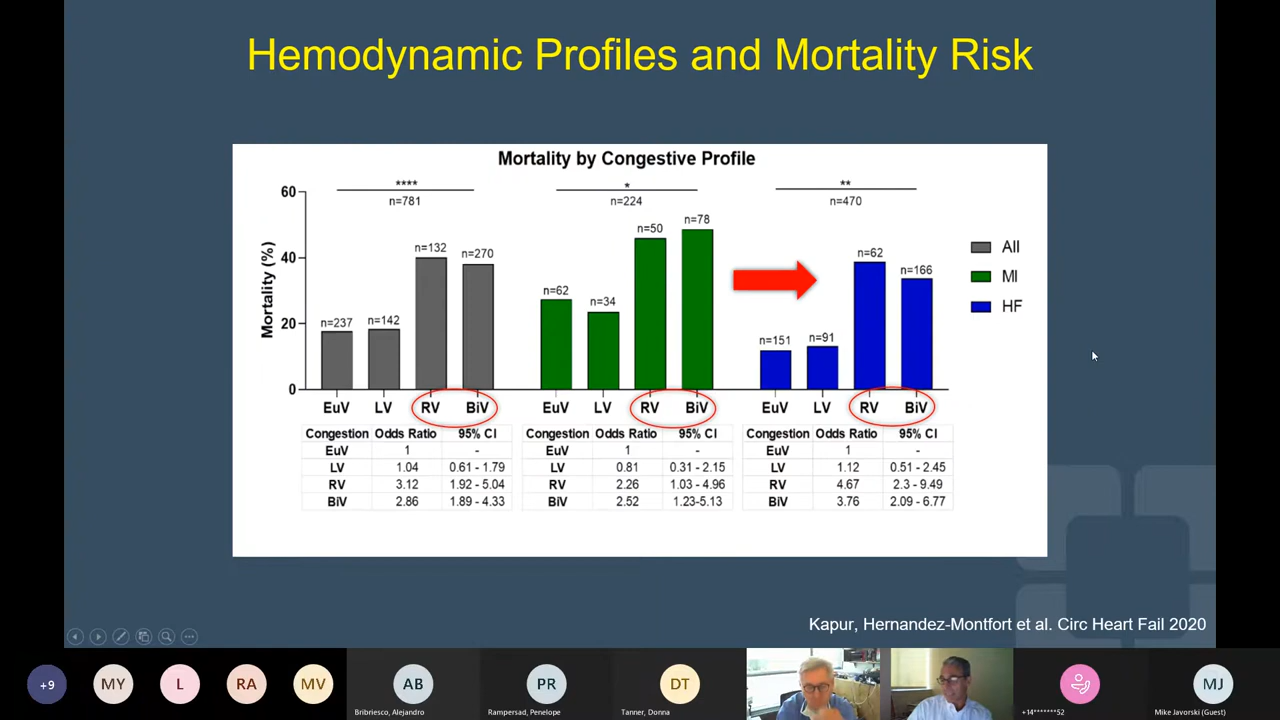 Hemodynamic Profiles and Mortality Risk
Mortality by Congestive Profile
**** * **
n=781 n=224 n=470
Mortality (%)
60
40
20
0
n=237 n=142 n=132 n=270
n=62 n=34 n=50 n=78
n=151 n=91 n=62 n=166
All
MI
HF
EuV LV RV BiV EuV LV RV BiV EuV LV RV BiV
Congestion Odds Ratio 95% CI Congestion Odds Ratio 95% CI Congestion Odds Ratio 95% CI
EuV 1 - EuV 1 - EuV 1 -
LV 1.04 0.61 - 1.79 LV 0.81 0.31 - 2.15 LV 1.12 0.51 - 2.45
RV 3.12 1.92 - 5.04 RV 2.26 1.03 - 4.96 RV 4.67 2.3 - 9.49
BiV 2.86 1.89 - 4.33 BiV 2.52 1.23-5.13 BiV 3.76 2.09 - 6.77
Kapur, Hernandez-Montfort et al. Circ Heart Fail 2020
+9 MY L RA MV AB PR DT MJ
Bribriesco, Alejandro Rampersad, Penelope Tanner, Donna +14*******52 Mike Javorski (Guest)